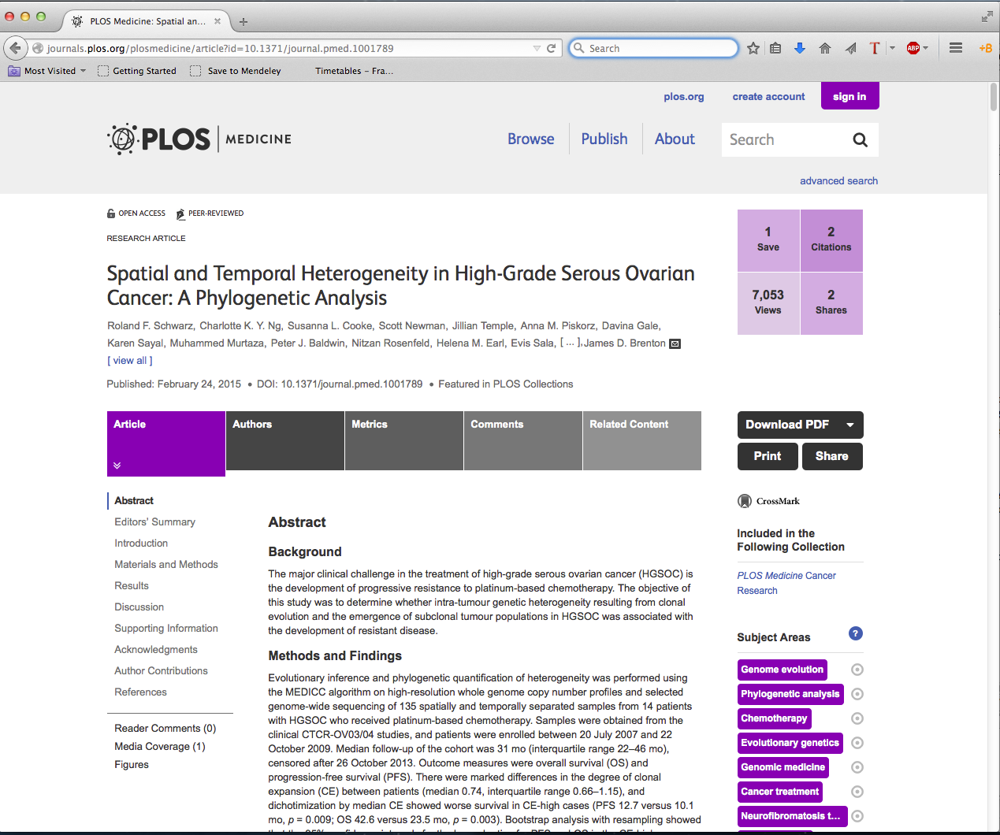 PLOS Medicine: Spatial an...
journals.plos.org/plosmedicine/article?id=10.1371/journal.pmed.1001789
Search
T
ABP
+B
Most Visited
Getting Started
Save to Mendeley
Timetables – Fra...
plos.org
create account
sign in
PLOS MEDICINE
Browse
Publish
About
Search
advanced search
OPEN ACCESS
PEER-REVIEWED
RESEARCH ARTICLE
Spatial and Temporal Heterogeneity in High-Grade Serous Ovarian
Cancer: A Phylogenetic Analysis
Roland F. Schwarz, Charlotte K. Y. Ng, Susanna L. Cooke, Scott Newman, Jillian Temple, Anna M. Piskorz, Davina Gale,
Karen Sayal, Muhammed Murtaza, Peter J. Baldwin, Nitzan Rosenfeld, Helena M. Earl, Evis Sala, [ ... ], James D. Brenton
[ view all ]
Published: February 24, 2015 • DOI: 10.1371/journal.pmed.1001789 • Featured in PLOS Collections
1
Save
2
Citations
7,053
Views
2
Shares
Article
Authors
Metrics
Comments
Related Content
Download PDF
Print
Share
Abstract
Editors' Summary
Introduction
Materials and Methods
Results
Discussion
Supporting Information
Acknowledgments
Author Contributions
References
Reader Comments (0)
Media Coverage (1)
Figures
Abstract
Background
The major clinical challenge in the treatment of high-grade serous ovarian cancer (HGSOC) is
the development of progressive resistance to platinum-based chemotherapy. The objective of
this study was to determine whether intra-tumour genetic heterogeneity resulting from clonal
evolution and the emergence of subclonal tumour populations in HGSOC was associated with
the development of resistant disease.
Methods and Findings
Evolutionary inference and phylogenetic quantification of heterogeneity was performed using
the MEDICC algorithm on high-resolution whole genome copy number profiles and selected
genome-wide sequencing of 135 spatially and temporally separated samples from 14 patients
with HGSOC who received platinum-based chemotherapy. Samples were obtained from the
clinical CTCR-OV03/04 studies, and patients were enrolled between 20 July 2007 and 22
October 2009. Median follow-up of the cohort was 31 mo (interquartile range 22–46 mo),
censored after 26 October 2013. Outcome measures were overall survival (OS) and
progression-free survival (PFS). There were marked differences in the degree of clonal
expansion (CE) between patients (median 0.74, interquartile range 0.66–1.15), and
dichotimization by median CE showed worse survival in CE-high cases (PFS 12.7 versus 10.1
mo, p = 0.009; OS 42.6 versus 23.5 mo, p = 0.003). Bootstrap analysis with resampling showed
CrossMark
Included in the
Following Collection
PLOS Medicine Cancer
Research
Subject Areas
?
Genome evolution
Phylogenetic analysis
Chemotherapy
Evolutionary genetics
Genomic medicine
Cancer treatment
Neurofibromatosis t...